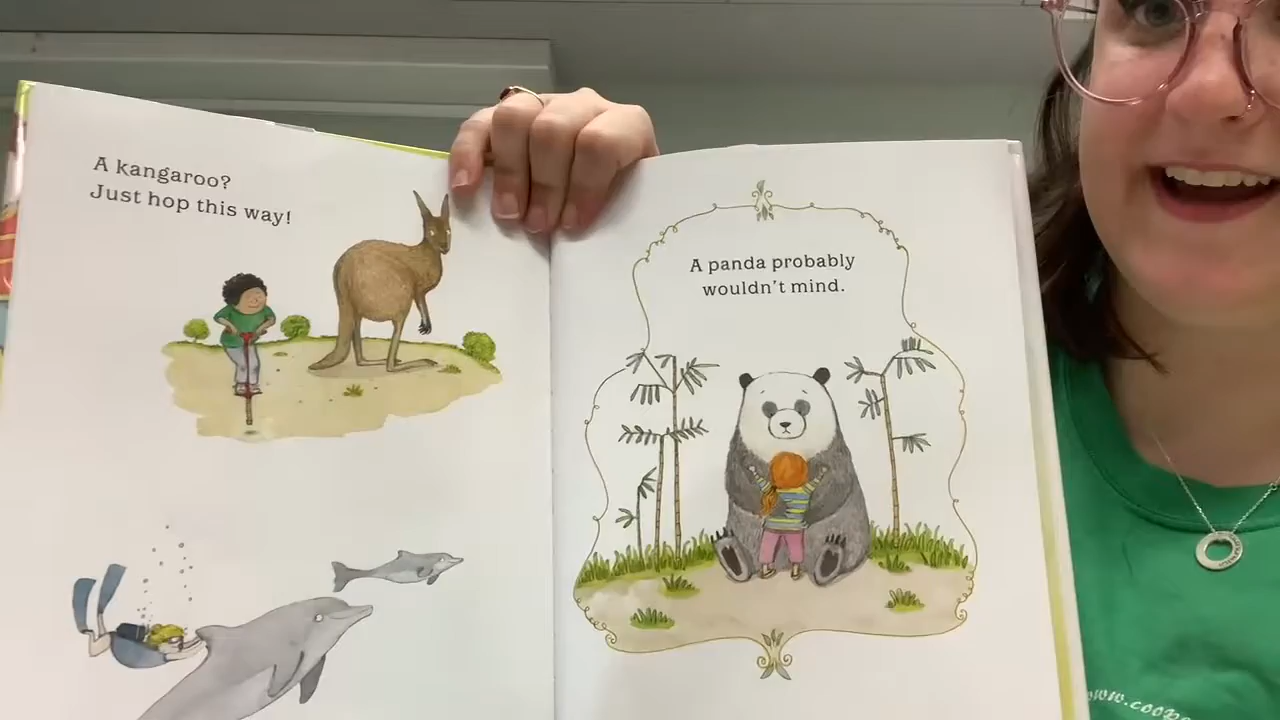 A kangaroo?
Just hop this way!
A panda probably
wouldn't mind.